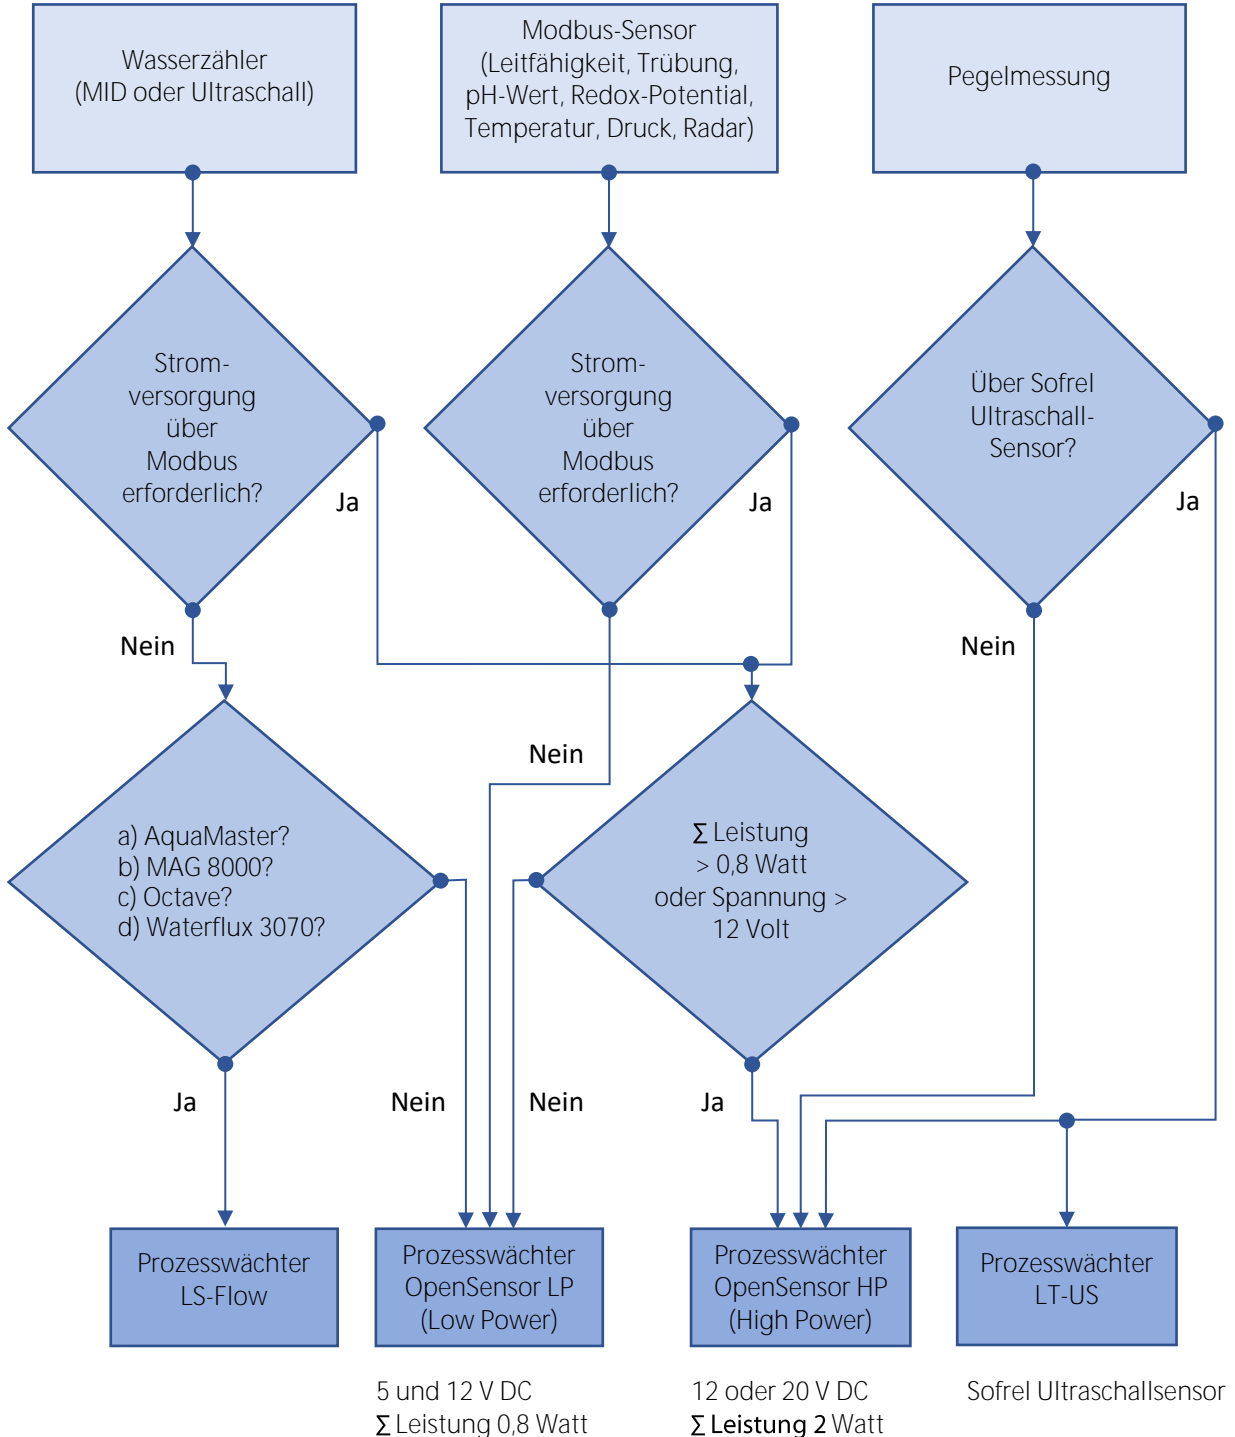 Wasserzähler
(MID oder Ultraschall)
Modbus-Sensor
(Leitfähigkeit, Trübung,
pH-Wert, Redox-Potential,
Temperatur, Druck, Radar)
Pegelmessung
Strom-
versorgung
über
Modbus
erforderlich?
Ja
Nein
Strom-
versorgung
über
Modbus
erforderlich?
Ja
Nein
Über Sofrel
Ultraschall-
Sensor?
Ja
Nein
a) AquaMaster?
b) MAG 8000?
c) Octave?
d) Waterflux 3070?
Ja
Nein
∑ Leistung
> 0,8 Watt
oder Spannung >
12 Volt
Nein
Ja
Prozesswächter
LS-Flow
Prozesswächter
OpenSensor LP
(Low Power)
Prozesswächter
OpenSensor HP
(High Power)
Prozesswächter
LT-US
5 und 12 V DC
∑ Leistung 0,8 Watt
12 oder 20 V DC
∑ Leistung 2 Watt
Sofrel Ultraschallsensor